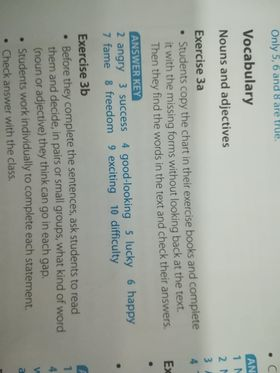 Only 5, 6 and 8 are true.
Vocabulary
Nouns and adjectives
Exercise 3a
• Students copy the chart in their exercise books and complete
it with the missing forms without looking back at the text.
Then they find the words in the text and check their answers.
ANSWER KEY
2 angry 3 success 4 good-looking 5 lucky 6 happy
7 fame 8 freedom 9 exciting 10 difficulty
Exercise 3b
• Before they complete the sentences, ask students to read
them and decide, in pairs or small groups, what kind of word
(noun or adjective) they think can go in each gap.
• Students work individually to complete each statement.
• Check answer with the class.